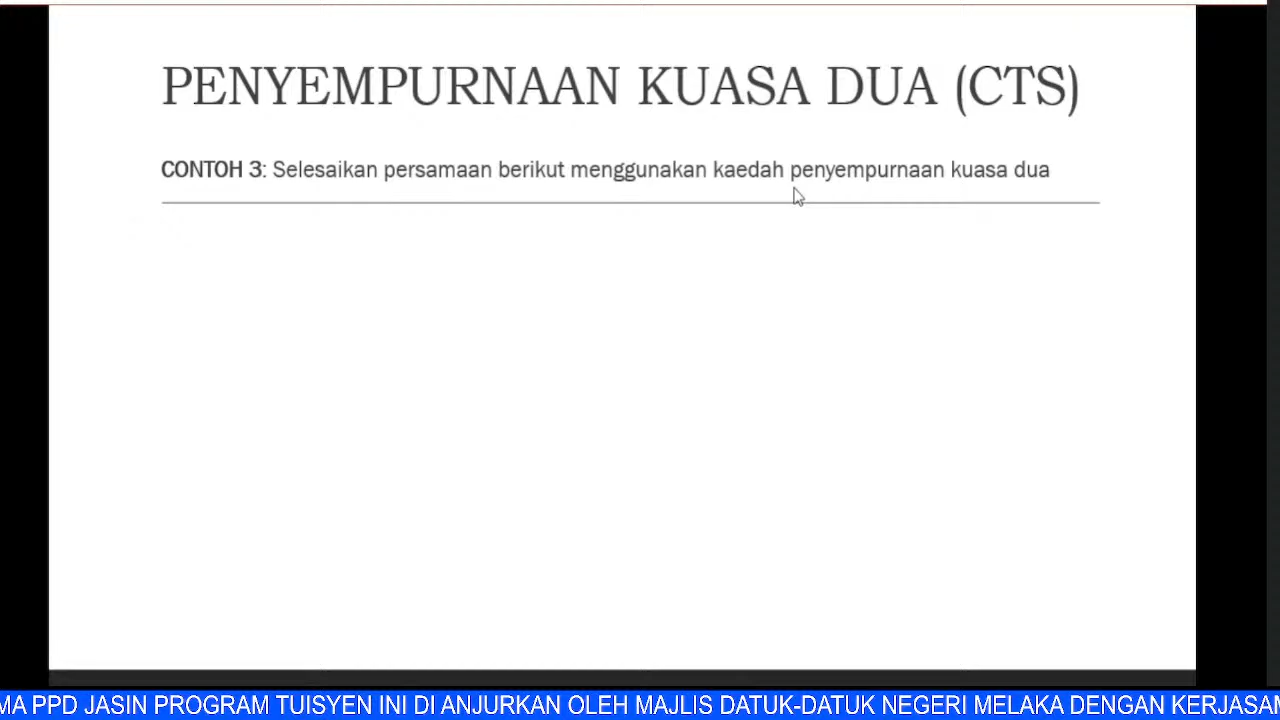 PENYEMPURNAAN KUASA DUA (CTS)
CONTOH 3: Selesaikan persamaan berikut menggunakan kaedah penyempurnaan kuasa dua
MA PPD JASIN PROGRAM TUISYEN INI DI ANJURKAN OLEH MAJLIS DATUK-DATUK NEGERI MELAKA DENGAN KERJASAM